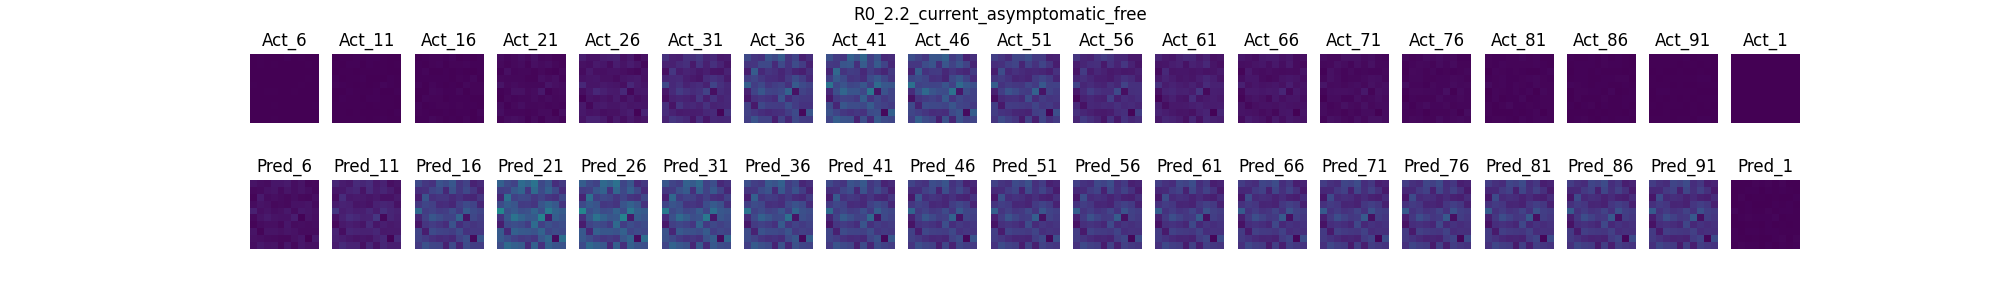 R0_2.2_current_asymptomatic_free
Act_6 Act_11 Act_16 Act_21 Act_26 Act_31 Act_36 Act_41 Act_46 Act_51 Act_56 Act_61 Act_66 Act_71 Act_76 Act_81 Act_86 Act_91 Act_1
Pred_6 Pred_11 Pred_16 Pred_21 Pred_26 Pred_31 Pred_36 Pred_41 Pred_46 Pred_51 Pred_56 Pred_61 Pred_66 Pred_71 Pred_76 Pred_81 Pred_86 Pred_91 Pred_1